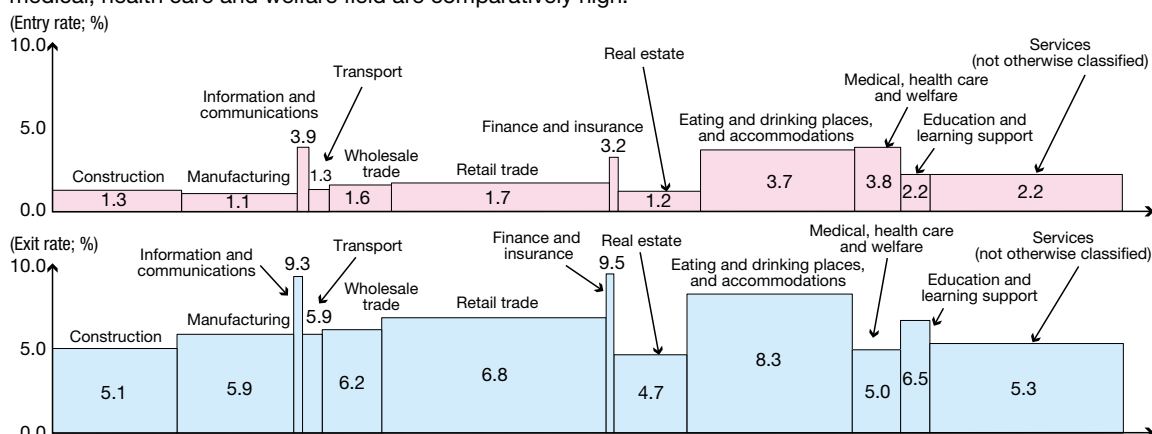 medical, health care and welfare field are comparatively high.
(Entry rate; %)
10.0
5.0
0.0
Construction
1.3
Manufacturing
1.1
Information and
communications
3.9
Transport
1.3
Wholesale
trade
1.6
Retail trade
1.7
Finance and insurance
3.2
Real estate
1.2
Eating and drinking places,
and accommodations
3.7
Medical, health care
and welfare
3.8
Education and
learning support
2.2
Services
(not otherwise classified)
2.2
(Exit rate; %)
10.0
5.0
0.0
Construction
5.1
Manufacturing
5.9
Information and
communications
9.3
Transport
5.9
Wholesale
trade
6.2
Retail trade
6.8
Finance and
insurance
9.5
Real estate
4.7
Eating and drinking places,
and accommodations
8.3
Medical, health care
and welfare
5.0
Education and
learning support
6.5
Services
(not otherwise classified)
5.3